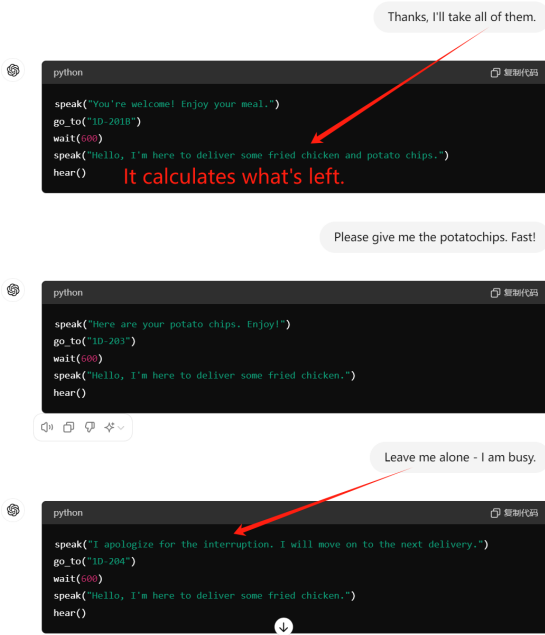 Thanks, I'll take all of them.
python
复制代码
speak("You're welcome! Enjoy your meal.")
go_to("1D-201B")
wait(600)
speak("Hello, I'm here to deliver some fried chicken and potato chips.")
hear()
It calculates what's left.
Please give me the potatochips. Fast!
python
复制代码
speak("Here are your potato chips. Enjoy!")
go_to("1D-203")
wait(600)
speak("Hello, I'm here to deliver some fried chicken.")
hear()
Leave me alone - I am busy.
python
复制代码
speak("I apologize for the interruption. I will move on to the next delivery.")
go_to("1D-204")
wait(600)
speak("Hello, I'm here to deliver some fried chicken.")
hear()